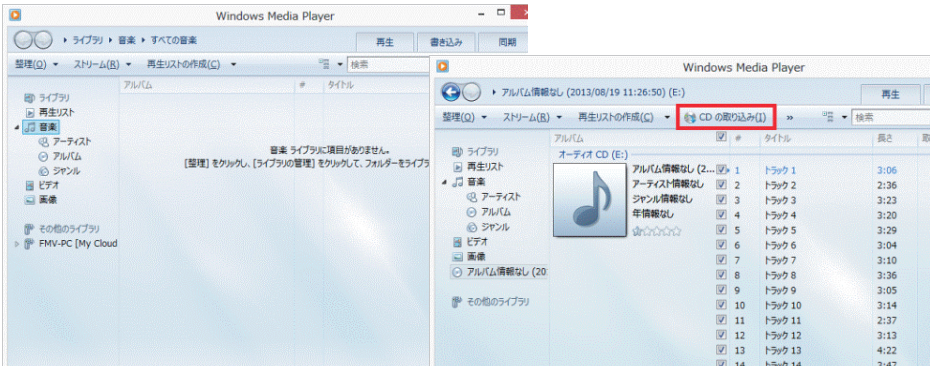 Windows Media Player
ライブラリ ▸ 音楽 ▸ すべての音楽
再生 書き込み 同期
整理(O) ストリーム(R) 再生リストの作成(C) 検索
アルバム # タイトル
ライブラリ
再生リスト
音楽
アーティスト
アルバム
ジャンル
ビデオ
画像
その他のライブラリ
FMV-PC [My Cloud
音楽 ライブラリに項目がありません。
[整理] をクリックし、[ライブラリの管理] をクリックして、フォルダーをライブラ
Windows Media Player
アルバム情報なし (2013/08/19 11:26:50) (E:)
再生
整理(O) ストリーム(R) 再生リストの作成(C) CD の取り込み(I) » 検索
アルバム # タイトル 長さ 取
ライブラリ
再生リスト
音楽
アーティスト
アルバム
ジャンル
ビデオ
画像
アルバム情報なし (20
その他のライブラリ
オーディオ CD (E:)
アルバム情報なし (2...
アーティスト情報なし
ジャンル情報なし
年情報なし
1 トラック 1 3:06
2 トラック 2 2:36
3 トラック 3 3:23
4 トラック 4 3:20
5 トラック 5 3:29
6 トラック 6 3:04
7 トラック 7 3:10
8 トラック 8 3:36
9 トラック 9 3:05
10 トラック 10 3:14
11 トラック 11 2:37
12 トラック 12 3:13
13 トラック 13 4:22
14 トラック 14 3:47